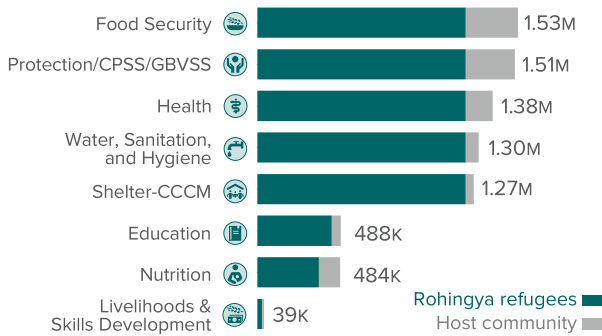 Food Security
1.53M
Protection/CPSS/GBVSS
1.51M
Health
1.38M
Water, Sanitation,
and Hygiene
1.30M
Shelter-CCCM
1.27M
Education
488K
Nutrition
484K
Livelihoods &
Skills Development
39K
Rohingya refugees
Host community